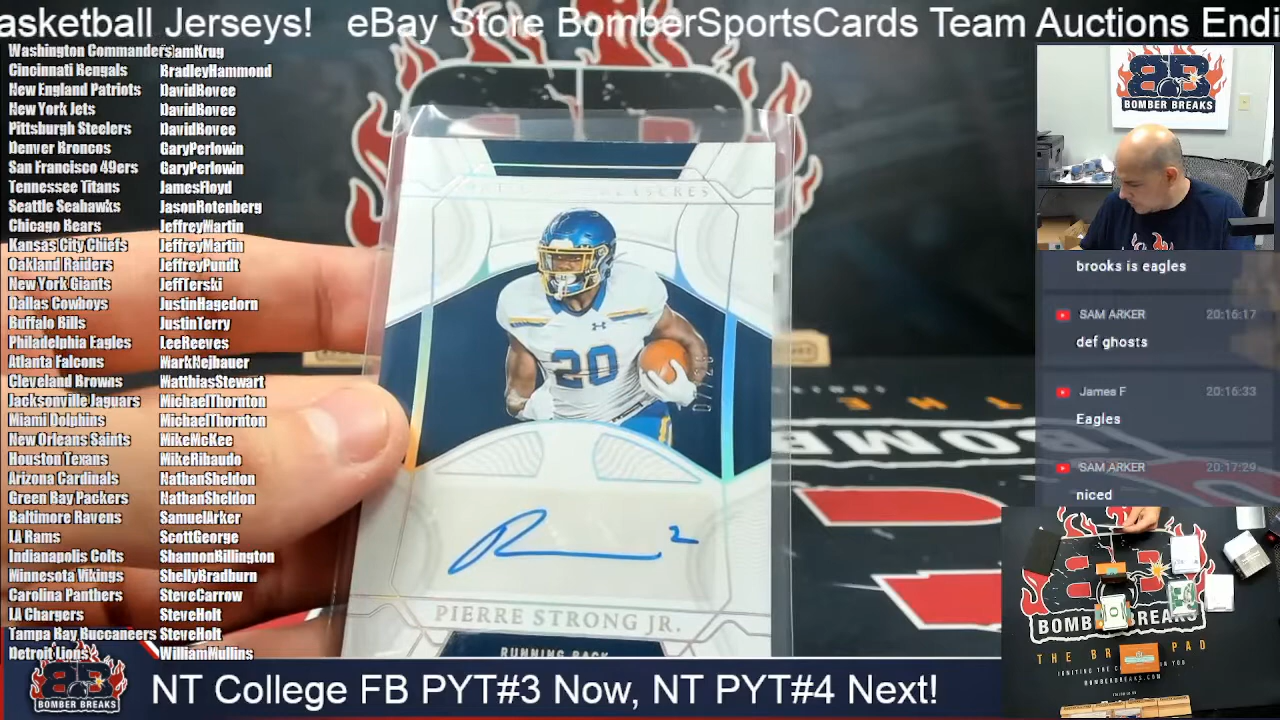 asketball Jerseys! eBay Store BomberSportsCards Team Auctions Endi
Washington Commanders SamKrug
Cincinnati Bengals BradleyHammond
New England Patriots DavidBovee
New York Jets DavidBovee
Pittsburgh Steelers DavidBovee
Denver Broncos GaryPerlowin
San Francisco 49ers GaryPerlowin
Tennessee Titans JamesFloyd
Seattle Seahawks JasonRotenberg
Chicago Bears JeffreyMartin
Kansas City Chiefs JeffreyMartin
Oakland Raiders JeffreyPundt
New York Giants JeffTerski
Dallas Cowboys JustinHagedorn
Buffalo Bills JustinTerry
Philadelphia Eagles LeeReeves
Atlanta Falcons MarkNejbauer
Cleveland Browns MatthiasStewart
Jacksonville Jaguars MichaelThornton
Miami Dolphins MichaelThornton
New Orleans Saints MikeMcKee
Houston Texans MikeRibaudo
Arizona Cardinals NathanSheldon
Green Bay Packers NathanSheldon
Baltimore Ravens SamuelArker
LA Rams ScottGeorge
Indianapolis Colts ShannonBillington
Minnesota Vikings ShellyBradburn
Carolina Panthers SteveCarrow
LA Chargers SteveHolt
Tampa Bay Buccaneers SteveHolt
Detroit Lions WilliamMullins
20
2
PIERRE STRONG JR.
RUNNING BACK
BOMBER BREAKS
brooks is eagles
SAM ARKER 20:16:17
def ghosts
James F 20:16:33
Eagles
SAM ARKER 20:17:29
niced
BOMB BREAKS
THE BR PAD
BOMBERBREAKS.COM
BOMBER BREAKS
NT College FB PYT#3 Now, NT PYT#4 Next!